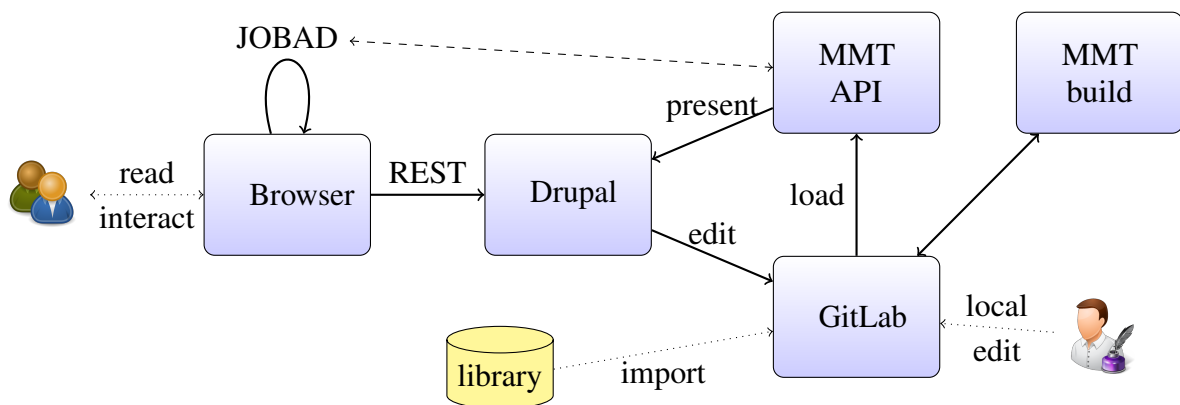 JOBAD
MMT
API
MMT
build
present
read
interact
Browser
REST
Drupal
load
edit
GitLab
local
edit
library
import